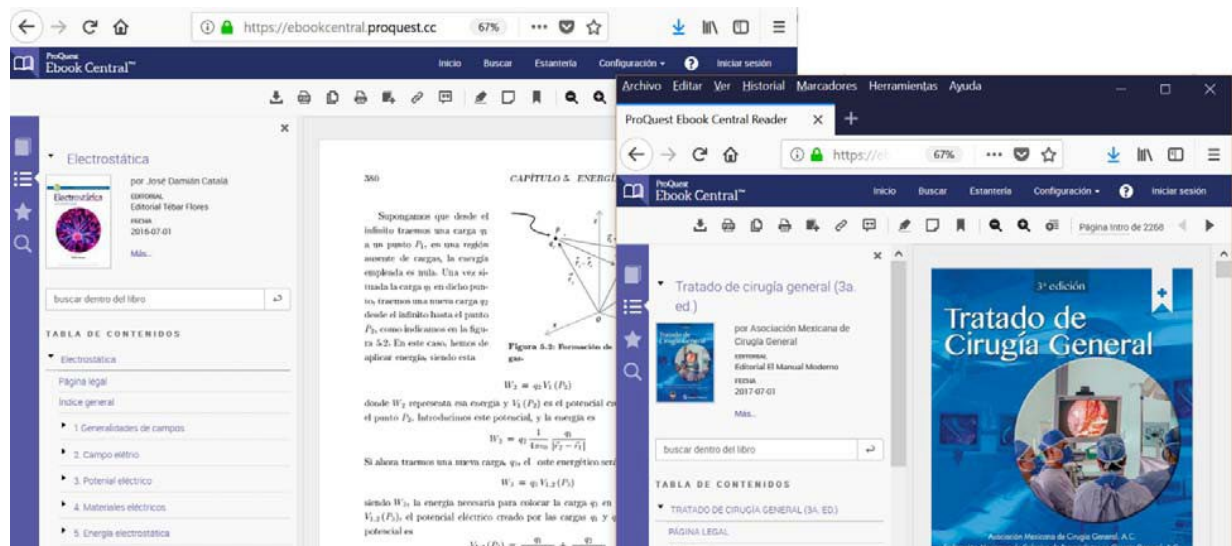 https://ebookcentral.proquest.cc 67%
ProQuest
Ebook Central™
Inicio Buscar Estantería Configuración Iniciar sesión
Electrostática
por José Damián Catalá
EDITORIAL
Editorial Tébar Flores
FECHA
2016-07-01
Más...
Electrostática
buscar dentro del libro
TABLA DE CONTENIDOS
Electrostática
Página legal
Índice general
1 Generalidades de campos
2. Campo elétrio
3. Potenial eléctrico
4. Materiales eléctricos
5. Energía electrostática
380 CAPÍTULO 5. ENERGÍ
Supongamos que desde el
infinito traemos una carga q₁
a un punto P₁, en una región
ausente de cargas, la energía
empleada es nula. Una vez si-
tuada la carga q₁ en dicho pun-
to, traemos una nueva carga q₂
desde el infinito hasta el punto
P₂, como indicamos en la figu-
ra 5.2. En este caso, hemos de
aplicar energía, siendo esta
Figura 5.2: Formación de
gas.
W₂ = q₂V₁(P₂)
donde W₂ representa esa energía y V₁(P₂) es el potencial
el punto P₂. Introducimos este potencial, y la energía es
Si ahora traemos una nueva carga, q₃, el oste energético será
W₃ = q₃V₁,₂(P₃)
siendo W₃, la energía necesaria para colocar la carga q₃ en
V₁,₂(P₃), el potencial eléctrico creado por las cargas q₁ y q
potencial es
Archivo Editar Ver Historial Marcadores Herramientas Ayuda
ProQuest Ebook Central Reader
https://eb 67%
ProQuest
Ebook Central™
Inicio Buscar Estantería Configuración Iniciar sesión
Página Intro de 2268
Tratado de cirugía general (3a.
ed.)
por Asociación Mexicana de
Cirugía General
EDITORIAL
Editorial El Manual Moderno
FECHA
2017-07-01
Más...
buscar dentro del libro
TABLA DE CONTENIDOS
TRATADO DE CIRUGÍA GENERAL (3A. ED.)
PÁGINA LEGAL
3ª edición
Tratado de
Cirugía General
Asociación Mexicana de Cirugía General, A.C.